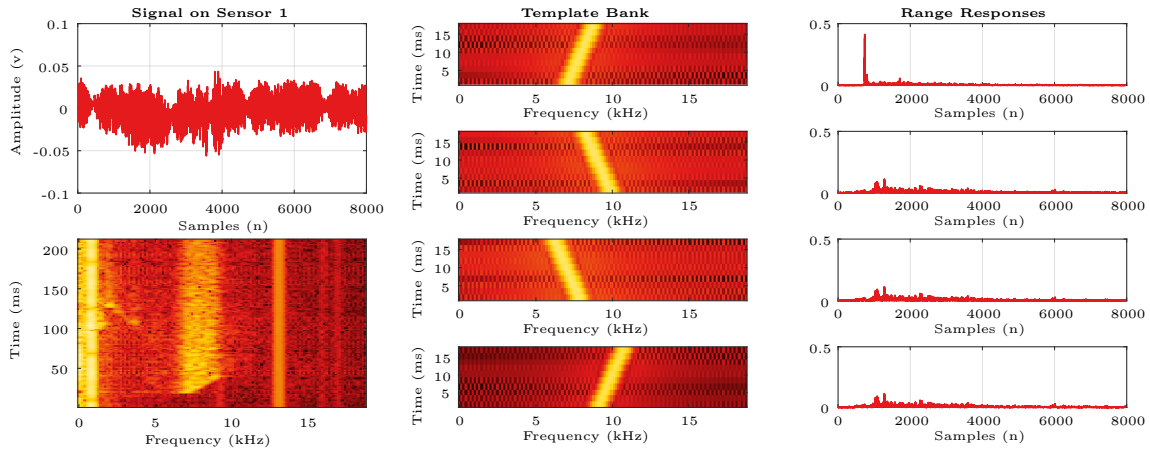 Signal on Sensor 1
0.1
0.05
0
-0.05
-0.1
Amplitude (v)
0 2000 4000 6000 8000
Samples (n)
200
150
100
50
Time (ms)
0 5 10 15
Frequency (kHz)
Template Bank
15
10
5
Time (ms)
0 5 10 15
Frequency (kHz)
15
10
5
Time (ms)
0 5 10 15
Frequency (kHz)
15
10
5
Time (ms)
0 5 10 15
Frequency (kHz)
15
10
5
Time (ms)
0 5 10 15
Frequency (kHz)
Range Responses
0.5
0
0 2000 4000 6000 8000
Samples (n)
0.5
0
0 2000 4000 6000 8000
Samples (n)
0.5
0
0 2000 4000 6000 8000
Samples (n)
0.5
0
0 2000 4000 6000 8000
Samples (n)